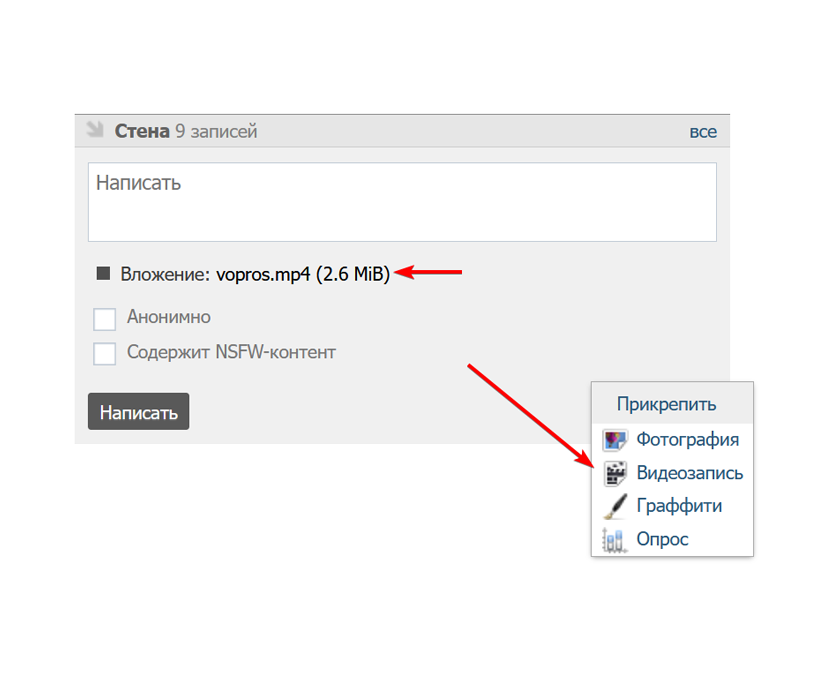 Стена 9 записей
все
Написать
Вложение: vopros.mp4 (2.6 MiB)
Анонимно
Содержит NSFW-контент
Написать
Прикрепить
Фотография
Видеозапись
Граффити
Опрос